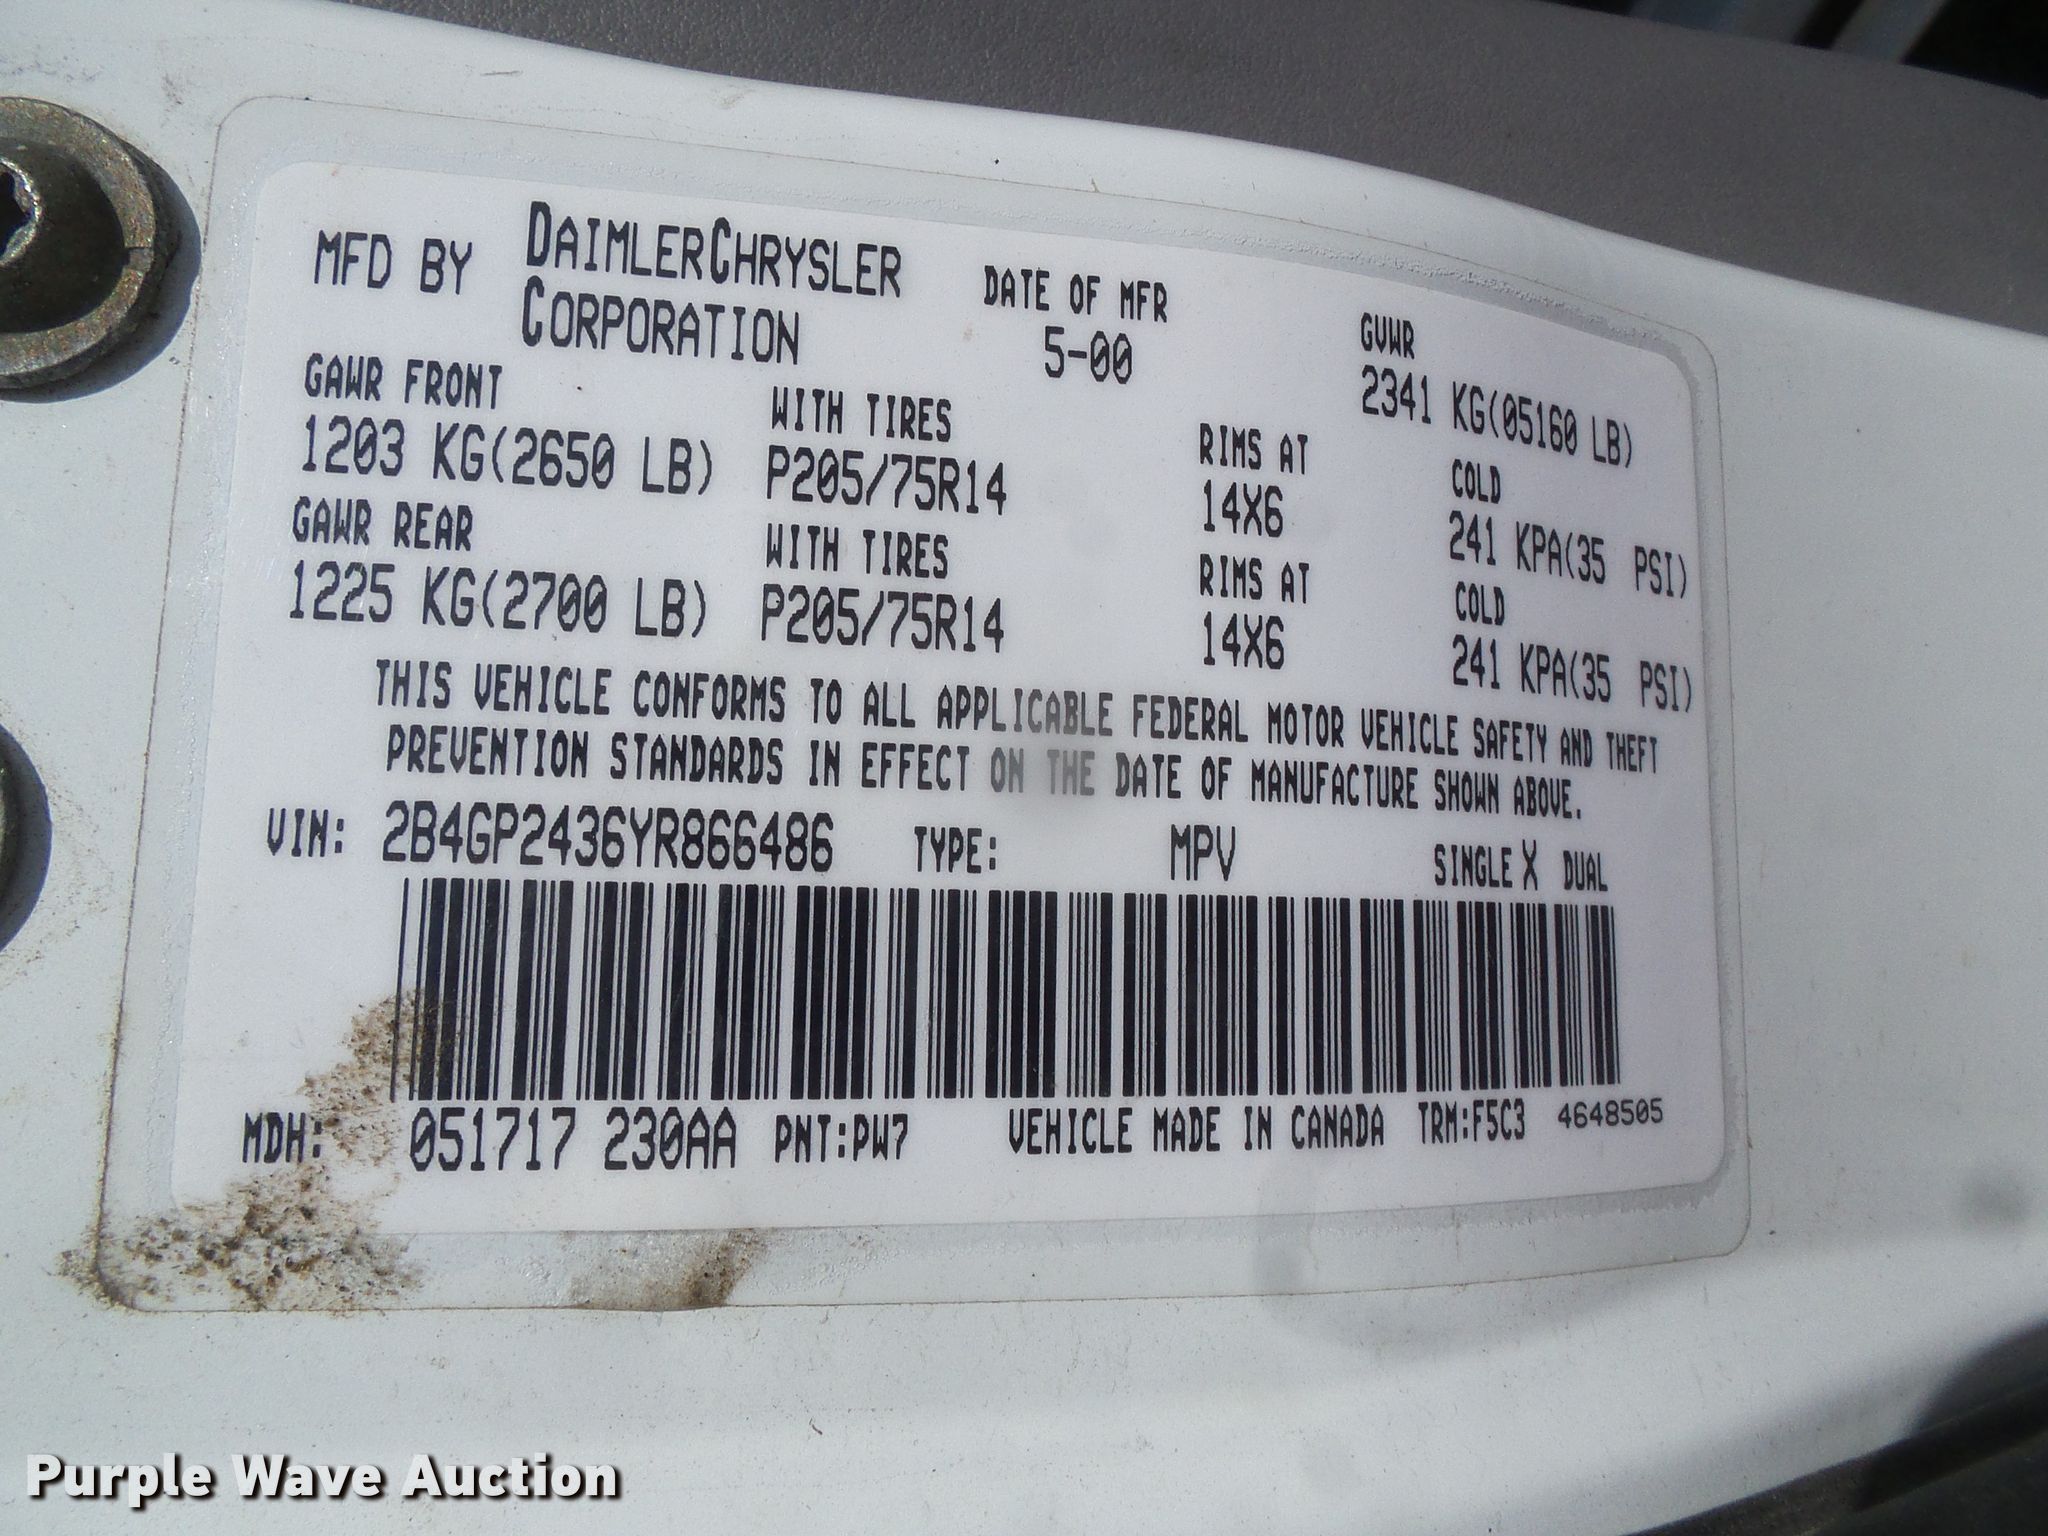 MFD BY DAIMLERCHRYSLER CORPORATION DATE OF MFR 5-00 GVWR
2341 KG(05160 LB)
GAWR FRONT WITH TIRES RIMS AT COLD
1203 KG(2650 LB) P205/75R14 14X6 241 KPA(35 PSI)
GAWR REAR WITH TIRES RIMS AT COLD
1225 KG(2700 LB) P205/75R14 14X6 241 KPA(35 PSI)
THIS VEHICLE CONFORMS TO ALL APPLICABLE FEDERAL MOTOR VEHICLE SAFETY AND THEFT
PREVENTION STANDARDS IN EFFECT ON THE DATE OF MANUFACTURE SHOWN ABOVE.
VIN: 2B4GP2436YR866486 TYPE: MPV SINGLE X DUAL
MDH: 051717 230AA PNT:PW7 VEHICLE MADE IN CANADA TRM:F5C3 4648505
Purple Wave Auction